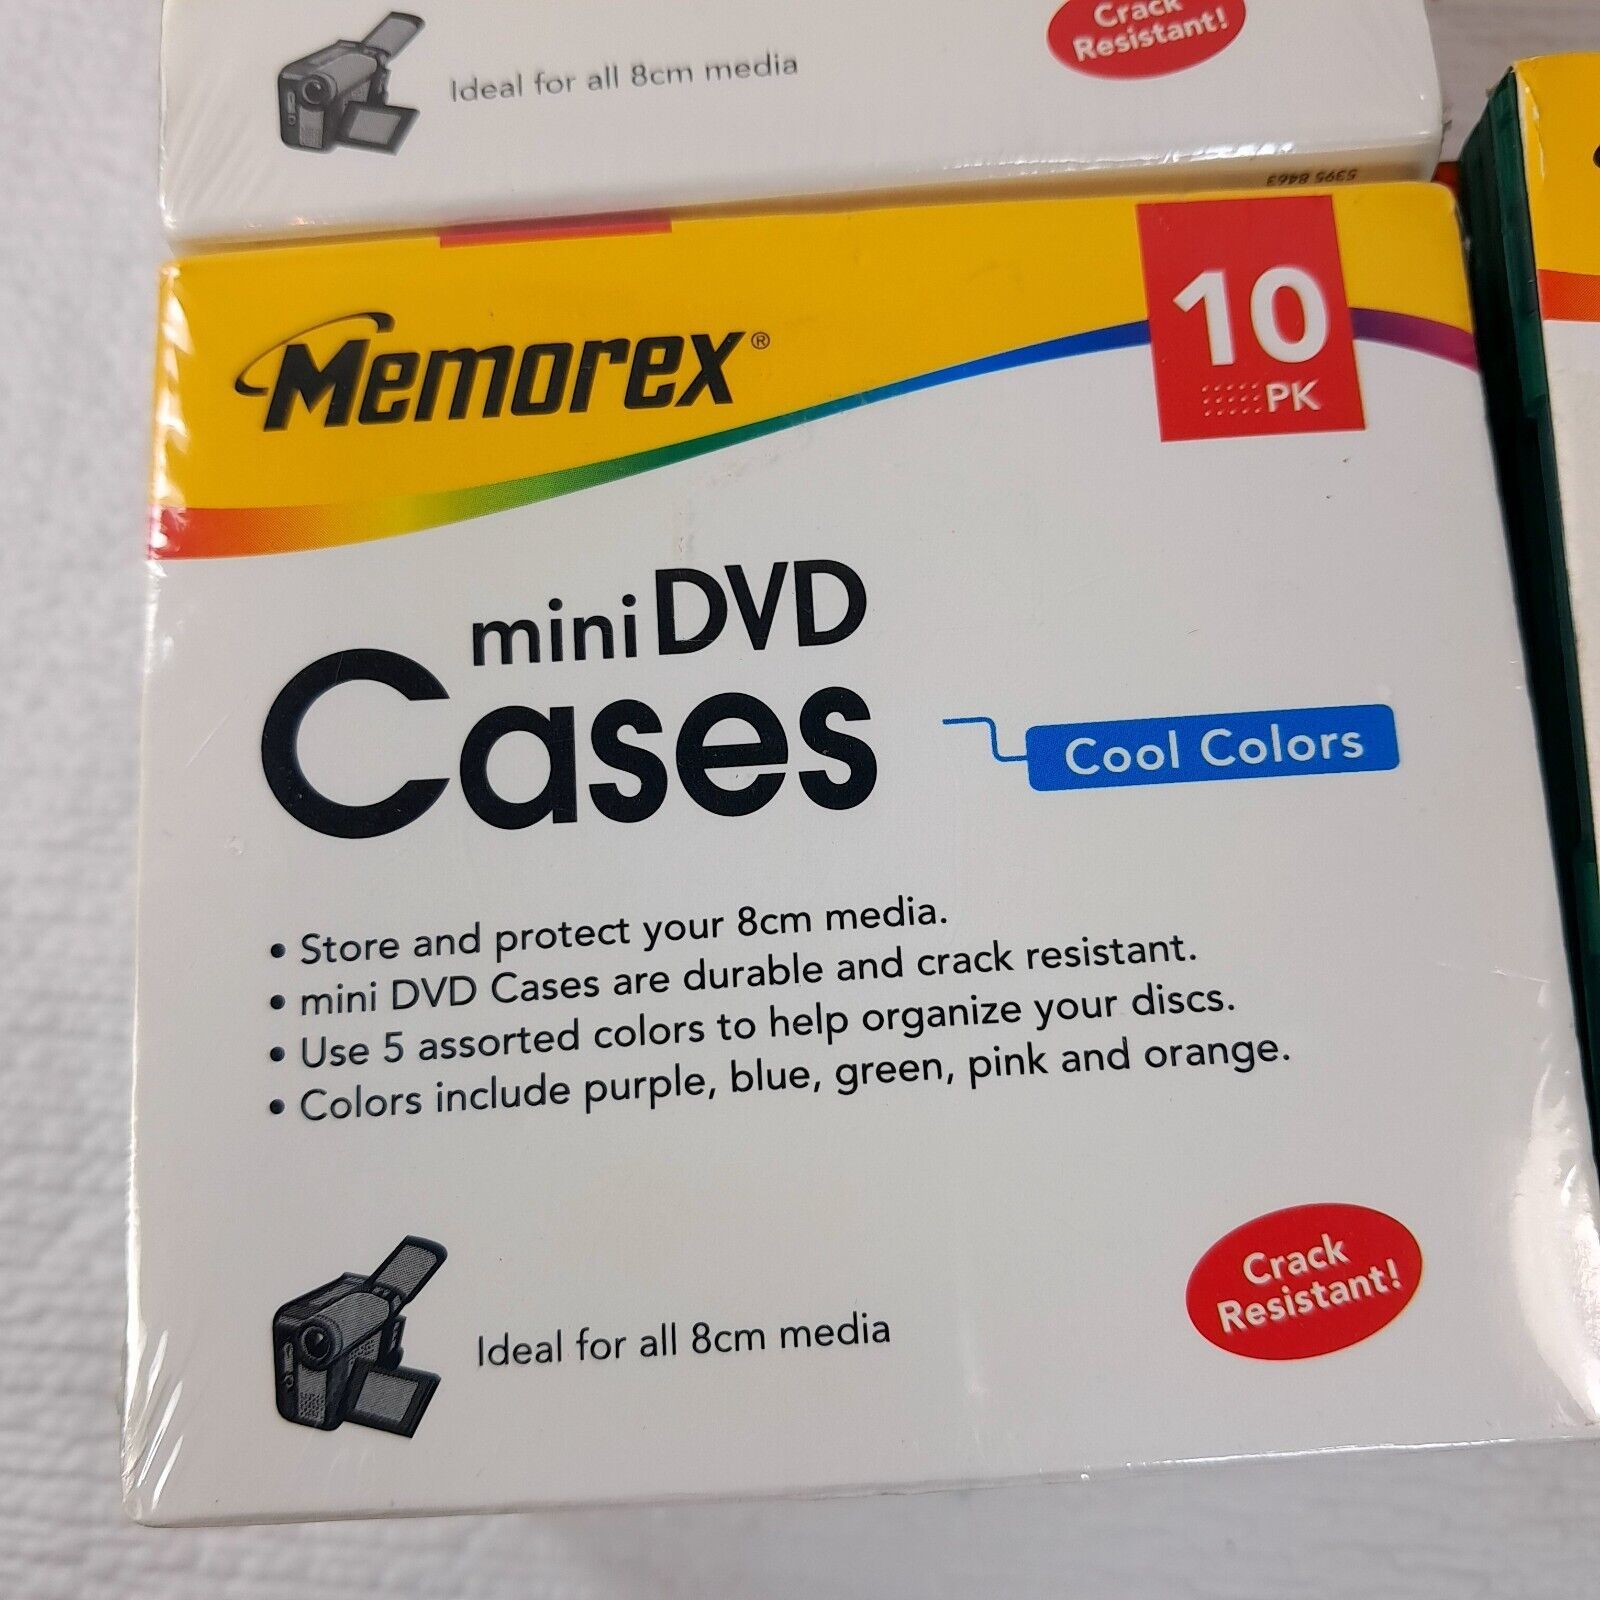 Crack
Resistant!
Ideal for all 8cm media
5395 8463
Memorex®
10
PK
mini DVD
Cases
Cool Colors
• Store and protect your 8cm media.
• mini DVD Cases are durable and crack resistant.
• Use 5 assorted colors to help organize your discs.
• Colors include purple, blue, green, pink and orange.
Ideal for all 8cm media
Crack
Resistant!